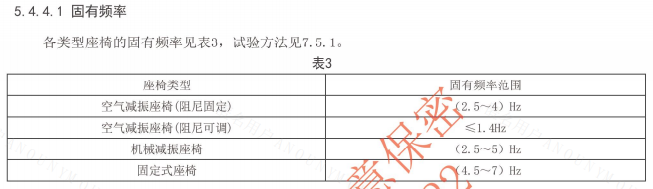 5.4.4.1 固有频率
各类型座椅的固有频率见表3，试验方法见7.5.1。
表3
座椅类型 固有频率范围
空气减振座椅(阻尼固定) (2.5～4) Hz
空气减振座椅(阻尼可调) ≤1.4Hz
机械减振座椅 (2.5～5) Hz
固定式座椅 (4.5～7) Hz
意保密